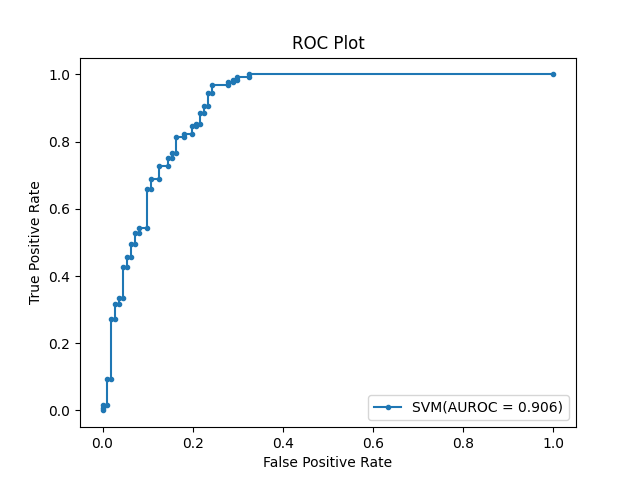 ROC Plot
True Positive Rate
1.0
0.8
0.6
0.4
0.2
0.0
SVM(AUROC = 0.906)
0.0 0.2 0.4 0.6 0.8 1.0
False Positive Rate